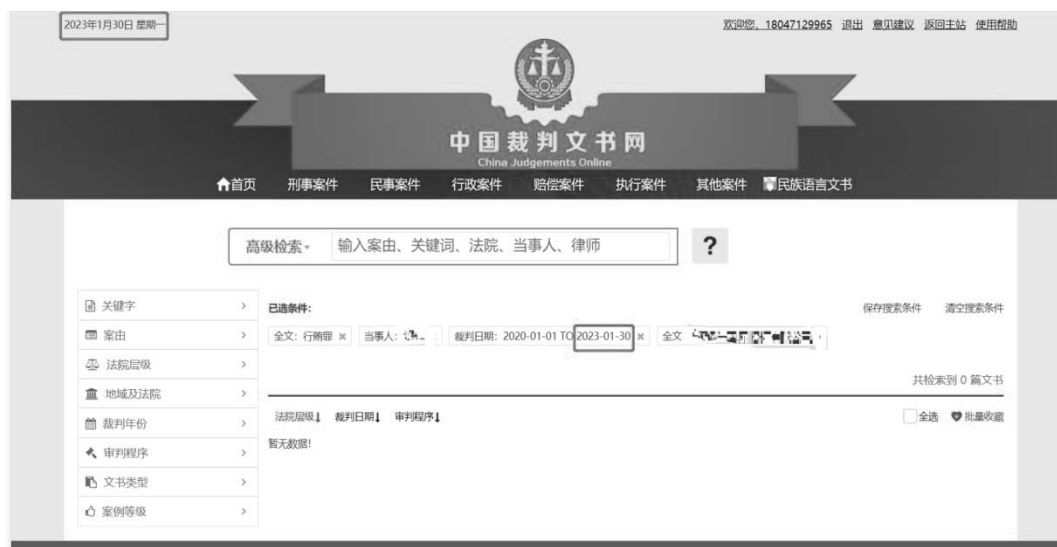 2023年1月30日 星期一
欢迎您，18047129965 退出 意见建议 返回主站 使用帮助
中国裁判文书网
China Judgements Online
首页 刑事案件 民事案件 行政案件 赔偿案件 执行案件 其他案件 民族语言文书
高级检索 输入案由、关键词、法院、当事人、律师 ?
关键字
案由
法院层级
地域及法院
裁判年份
审判程序
文书类型
案例等级
已选条件： 保存搜索条件 清空搜索条件
全文：行贿罪 × 当事人： 裁判日期：2020-01-01 TO 2023-01-30 × 全文
共检索到 0 篇文书
法院层级↓ 裁判日期↓ 审判程序↓ 全选 批量收藏
暂无数据!